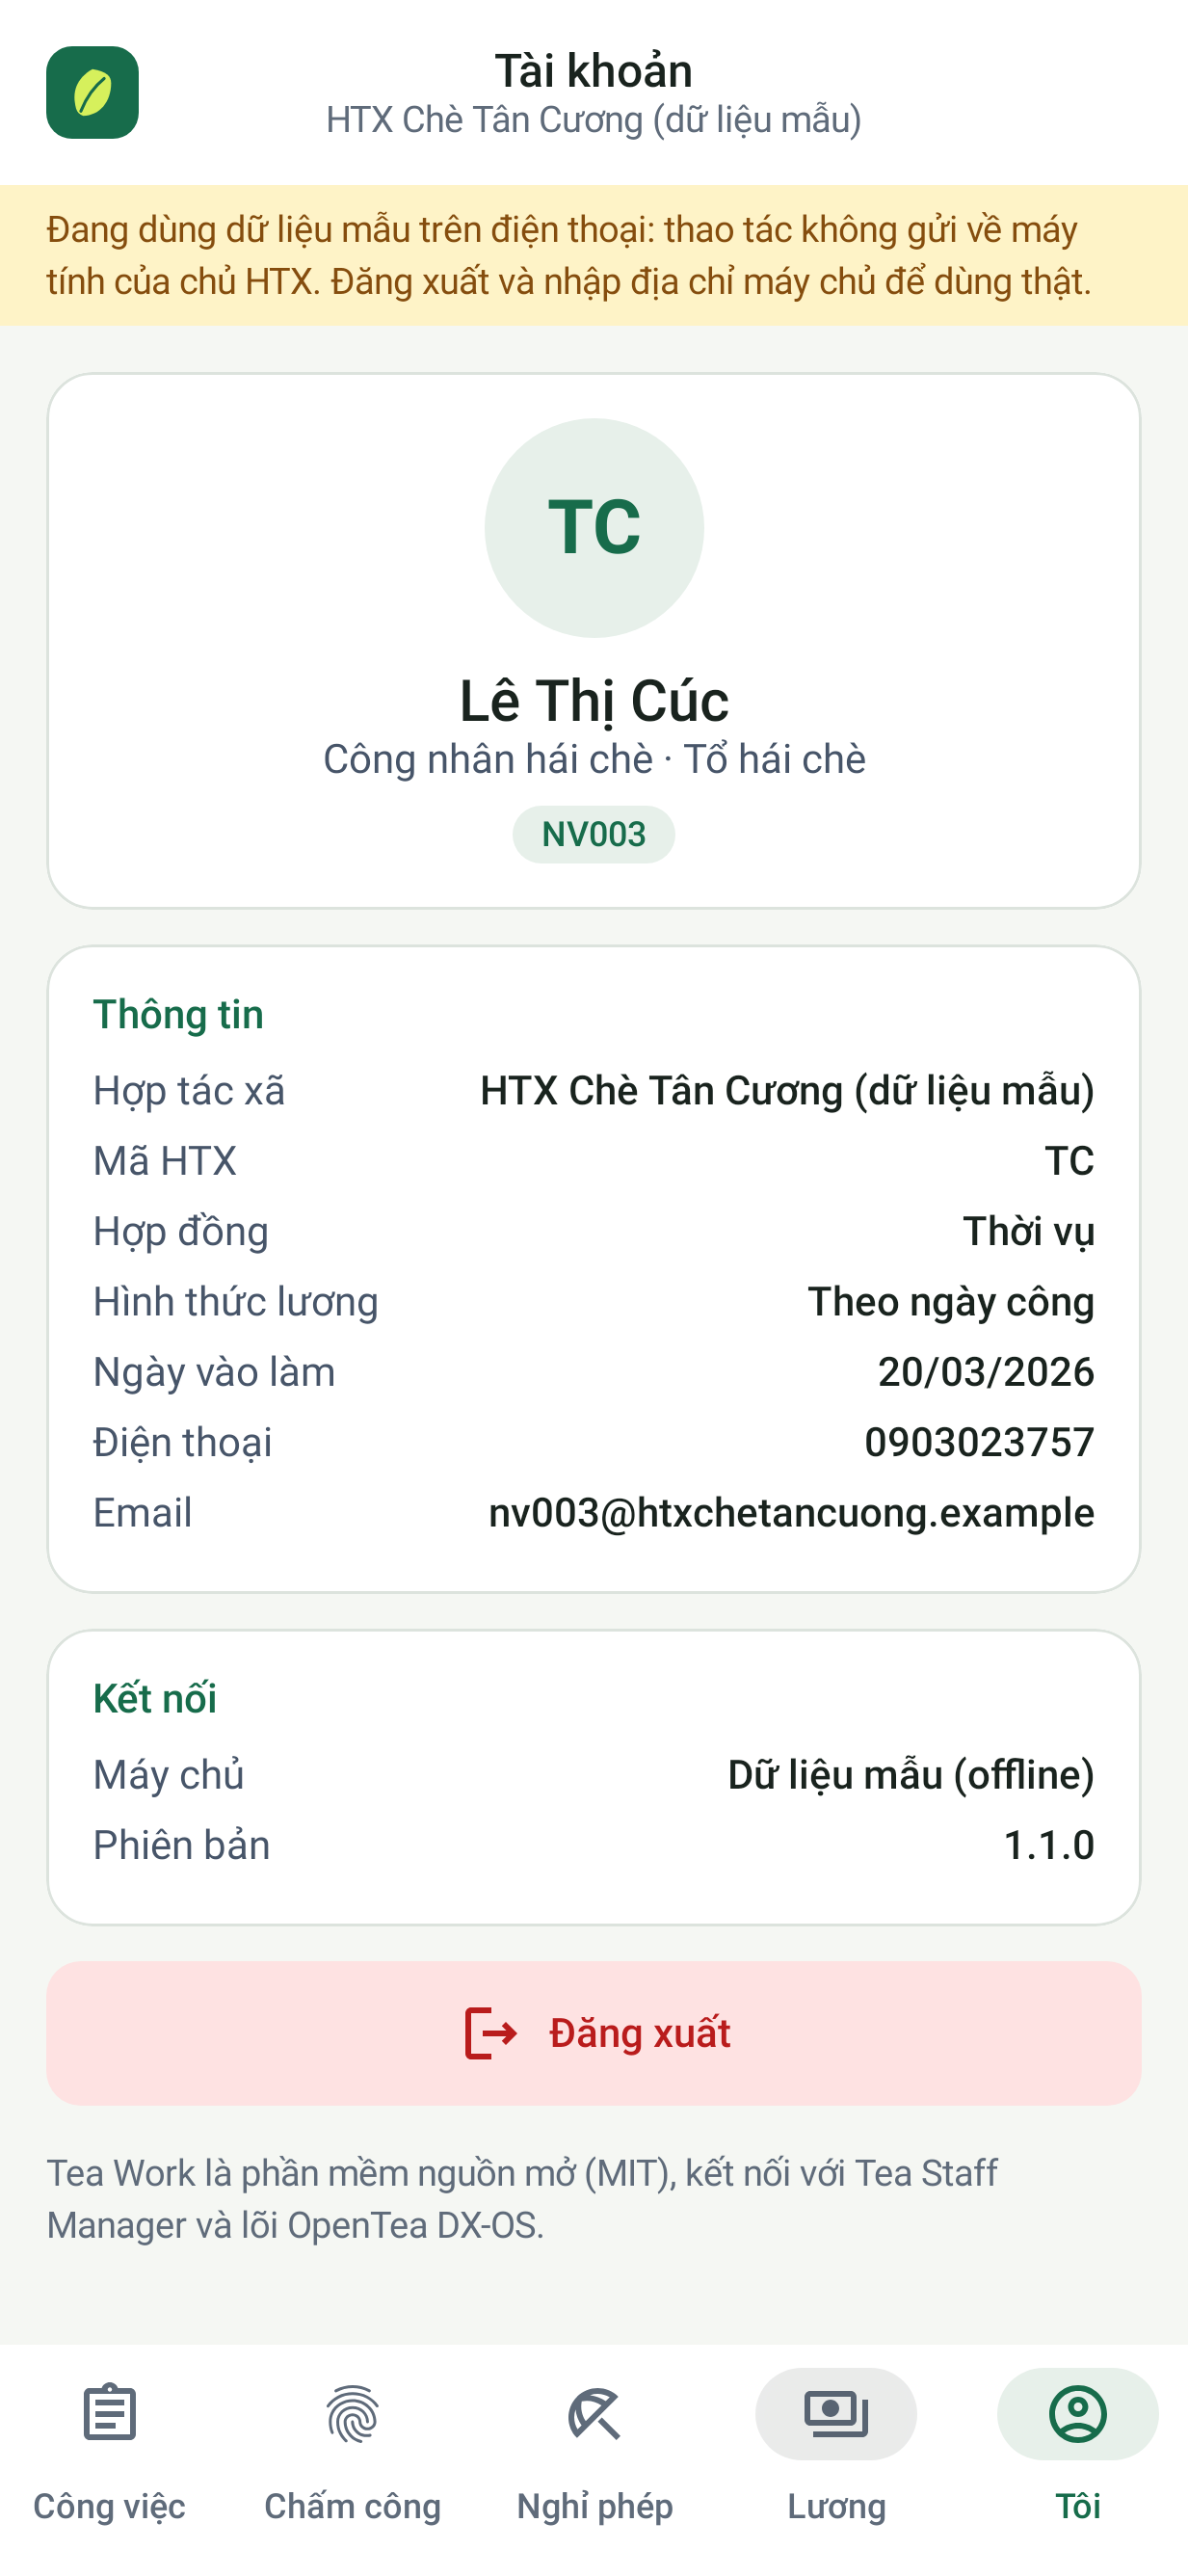 Tài khoản
HTX Chè Tân Cương (dữ liệu mẫu)
Đang dùng dữ liệu mẫu trên điện thoại: thao tác không gửi về máy
tính của chủ HTX. Đăng xuất và nhập địa chỉ máy chủ để dùng thật.
TC
Lê Thị Cúc
Công nhân hái chè · Tổ hái chè
NV003
Thông tin
Hợp tác xã HTX Chè Tân Cương (dữ liệu mẫu)
Mã HTX TC
Hợp đồng Thời vụ
Hình thức lương Theo ngày công
Ngày vào làm 20/03/2026
Điện thoại 0903023757
Email nv003@htxchetancuong.example
Kết nối
Máy chủ Dữ liệu mẫu (offline)
Phiên bản 1.1.0
Đăng xuất
Tea Work là phần mềm nguồn mở (MIT), kết nối với Tea Staff
Manager và lõi OpenTea DX-OS.
Công việc Chấm công Nghỉ phép Lương Tôi